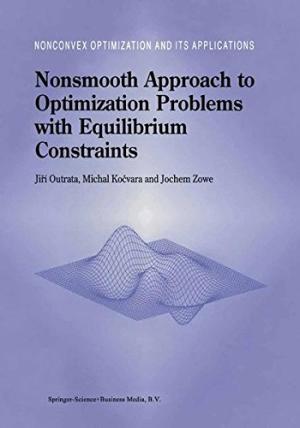 NONCONVEX OPTIMIZATION AND ITS APPLICATIONS
Nonsmooth Approach to
Optimization Problems
with Equilibrium
Constraints
Jiří Outrata, Michal Kočvara and Jochem Zowe
Springer-Science+Business Media, B.V.